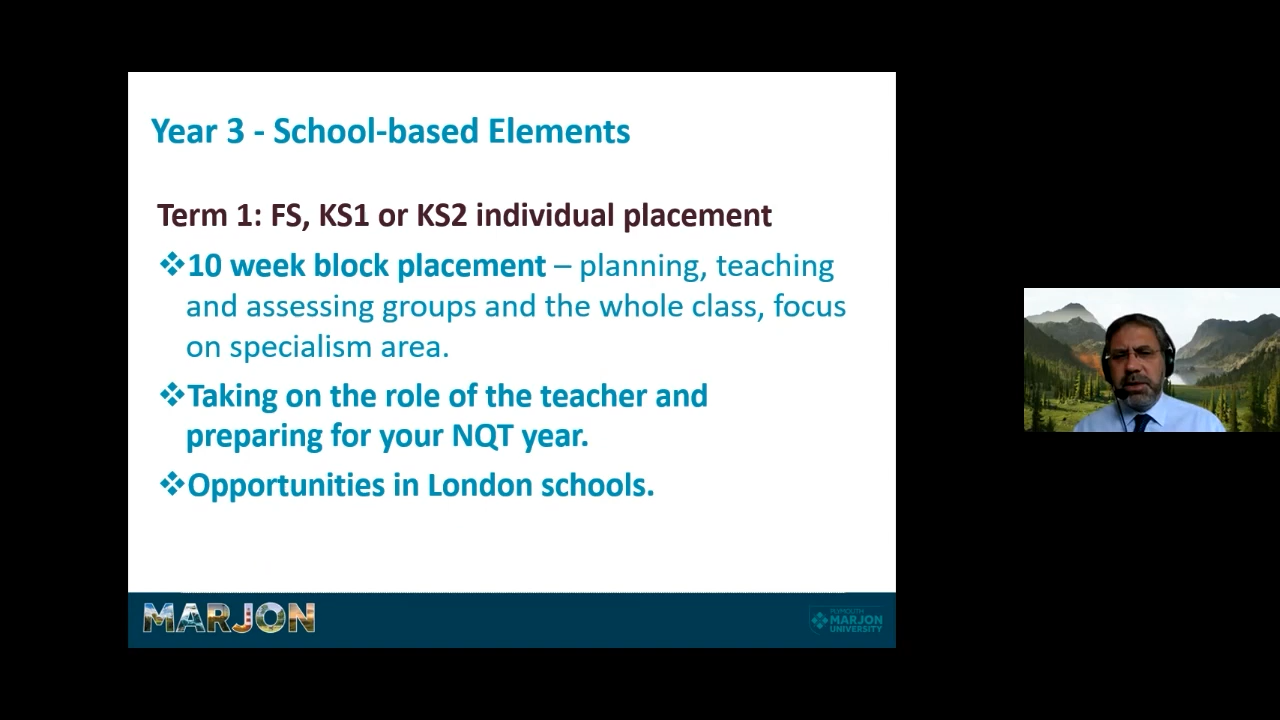 Year 3 - School-based Elements
Term 1: FS, KS1 or KS2 individual placement
❖10 week block placement – planning, teaching
and assessing groups and the whole class, focus
on specialism area.
❖Taking on the role of the teacher and
preparing for your NQT year.
❖Opportunities in London schools.
MARJON
PLYMOUTH
MARJON
UNIVERSITY